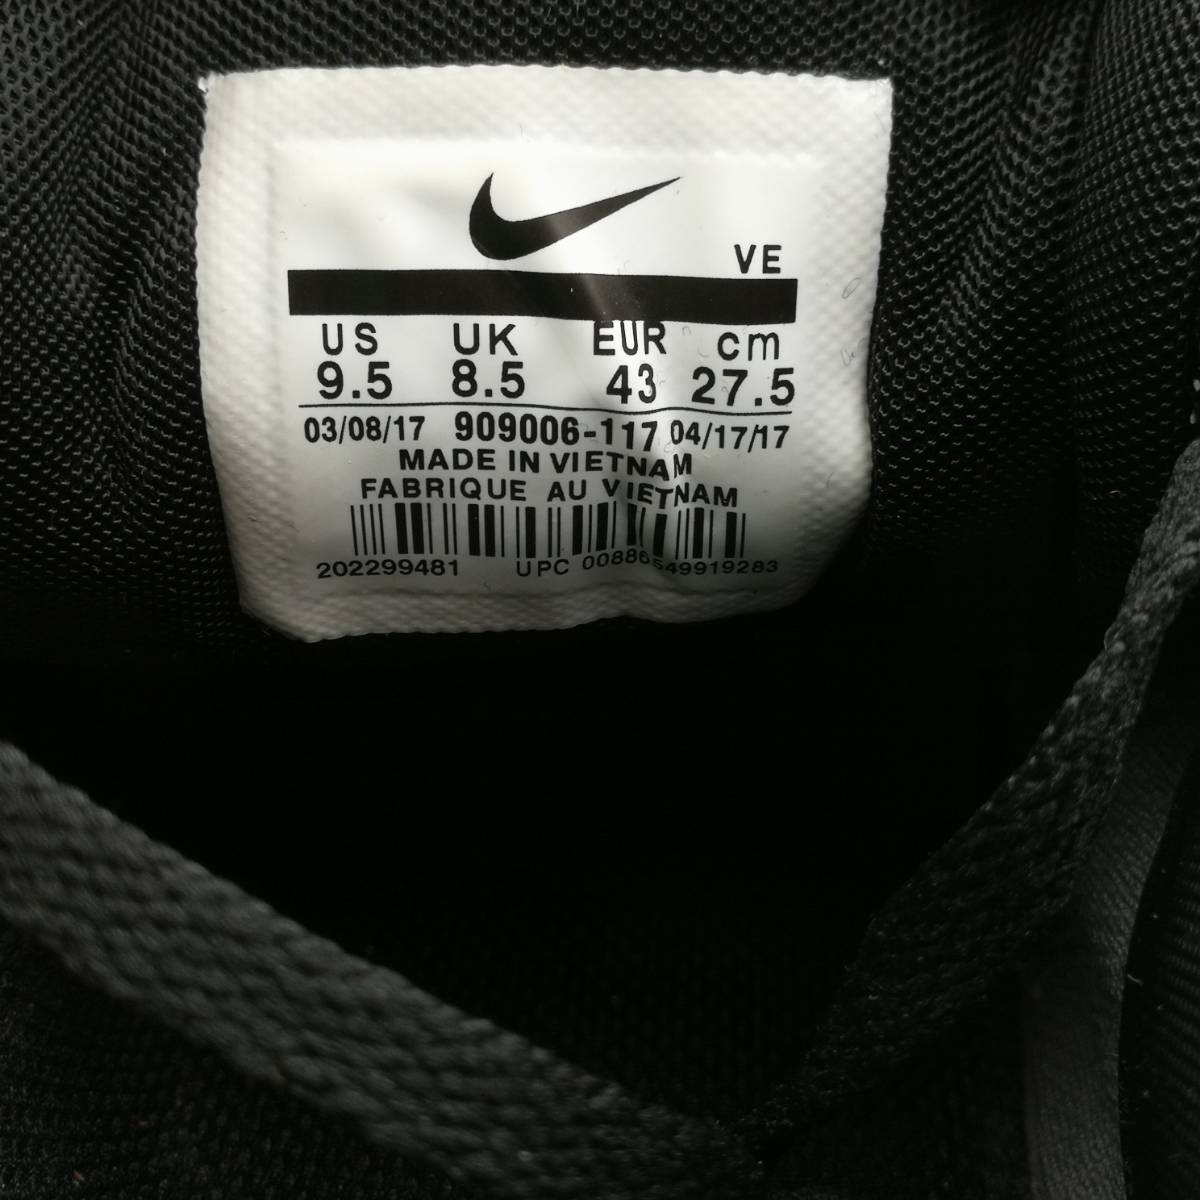 VE
US UK EUR cm
9.5 8.5 43 27.5
03/08/17 909006-117 04/17/17
MADE IN VIETNAM
FABRIQUE AU VIETNAM
202299481 UPC 00886549919283